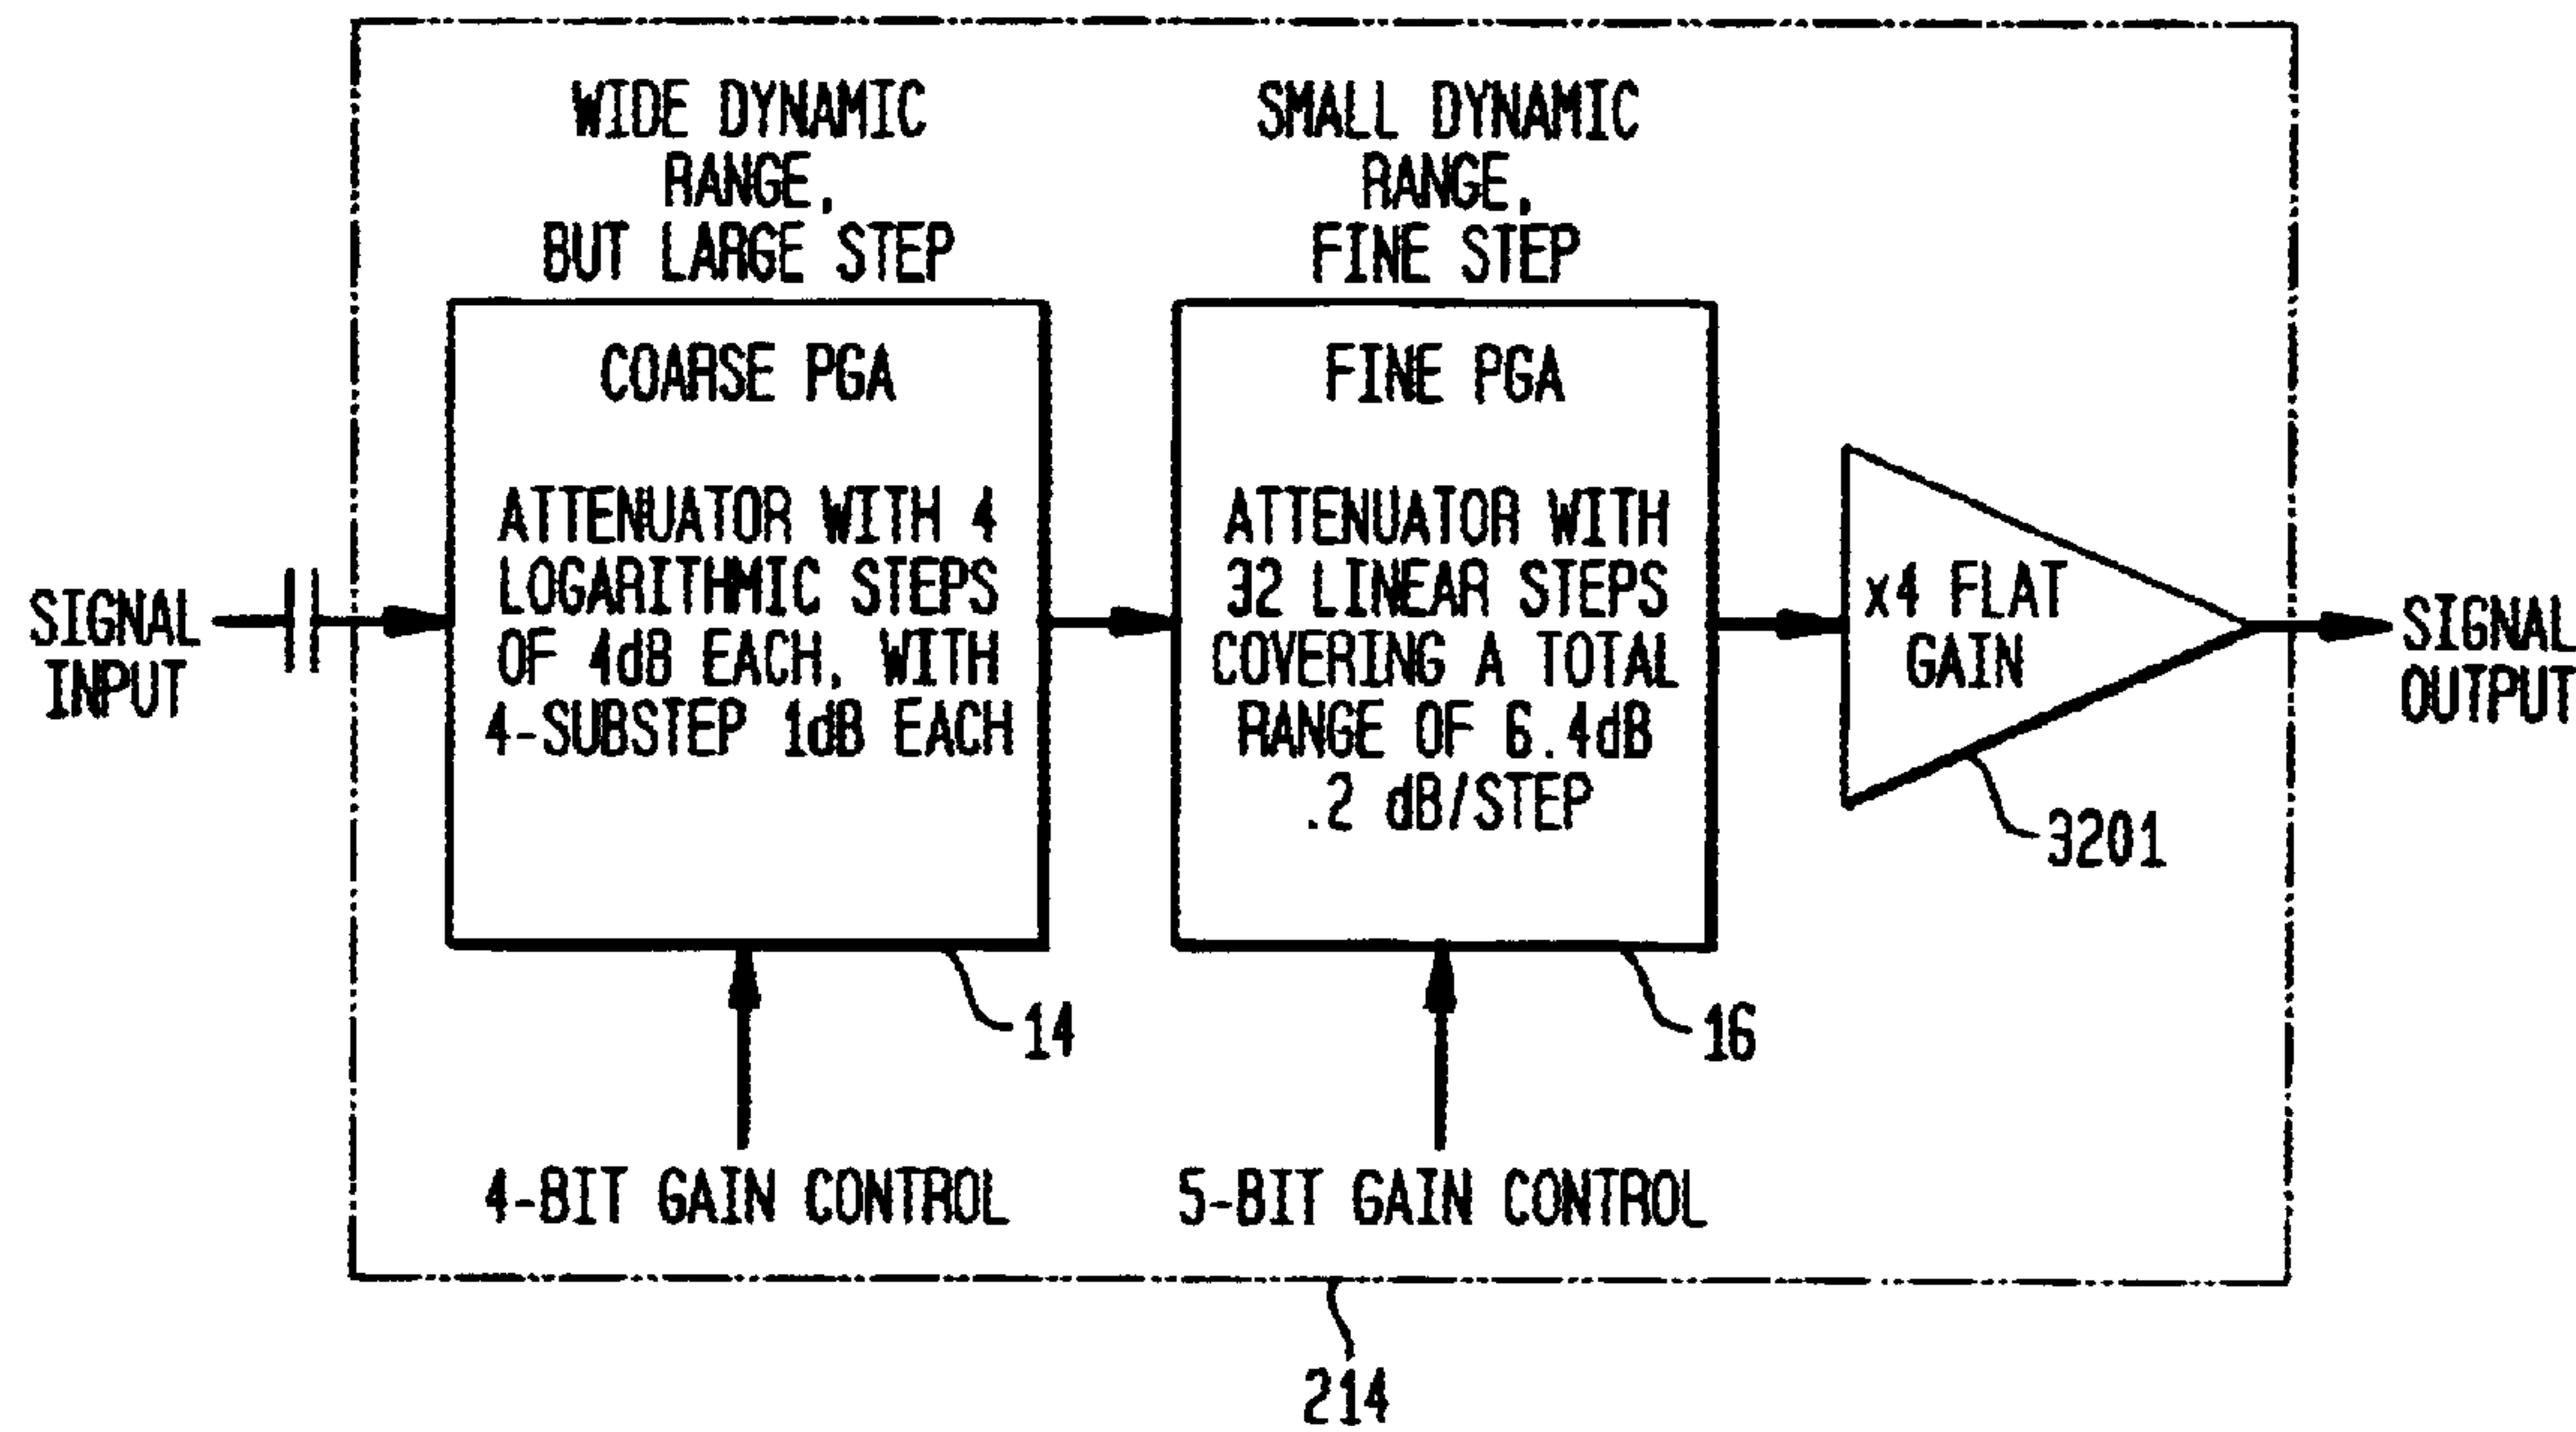 WIDE DYNAMIC
RANGE,
BUT LARGE STEP
SMALL DYNAMIC
RANGE,
FINE STEP
COARSE PGA
ATTENUATOR WITH 4
LOGARITHMIC STEPS
OF 4dB EACH, WITH
4-SUBSTEP 1dB EACH
FINE PGA
ATTENUATOR WITH
32 LINEAR STEPS
COVERING A TOTAL
RANGE OF 6.4dB
.2 dB/STEP
x4 FLAT
GAIN
SIGNAL
INPUT
SIGNAL
OUTPUT
3201
14
16
4-BIT GAIN CONTROL
5-BIT GAIN CONTROL
214